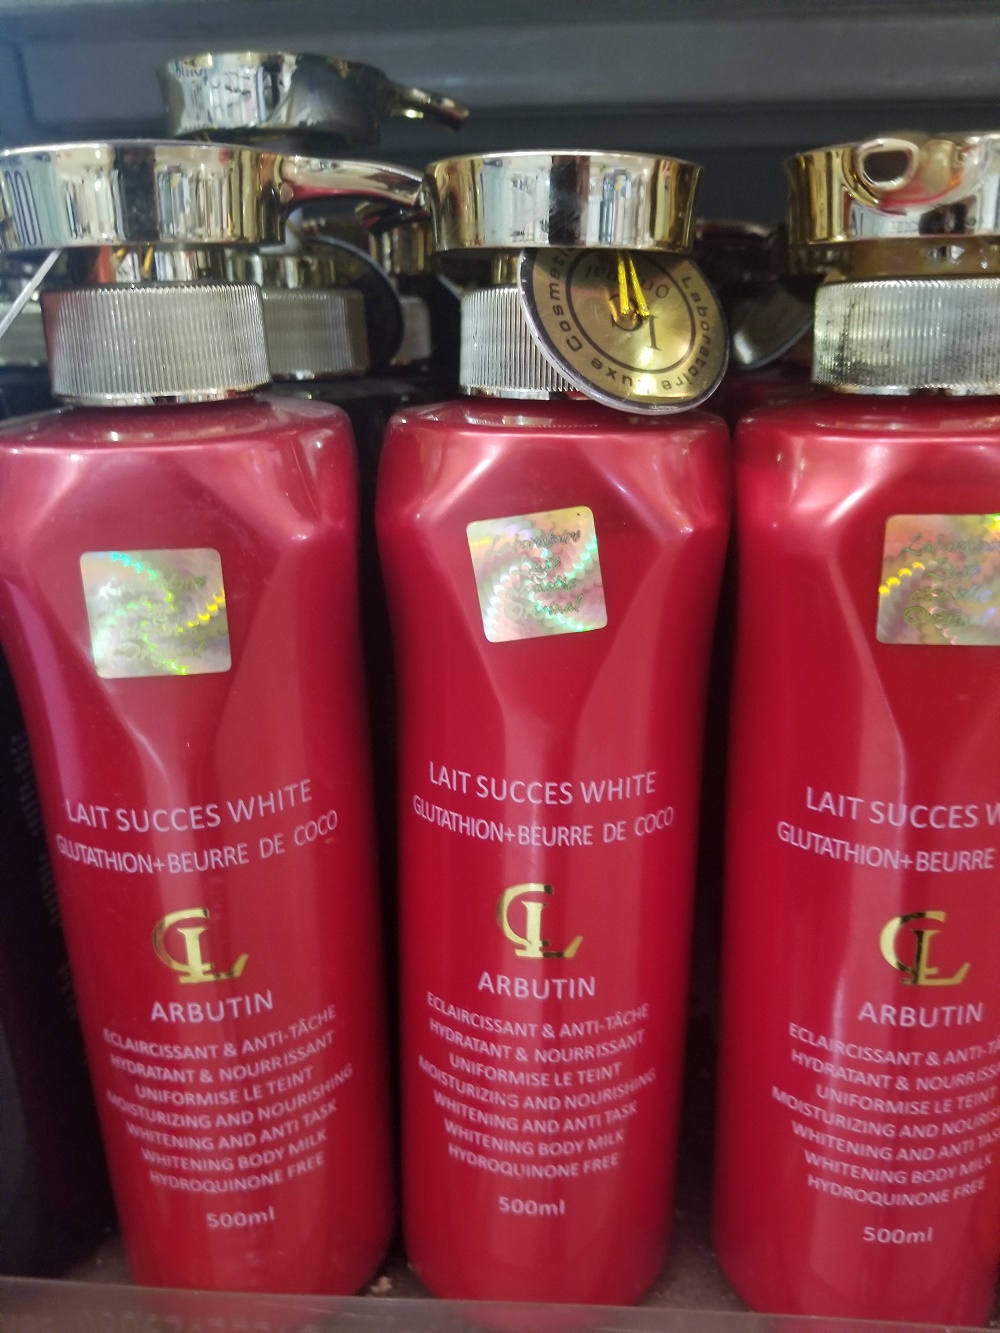 Laboratoire Luxe Cosmeti
LAIT SUCCES WHITE
GLUTATHION+BEURRE DE COCO
CL
ARBUTIN
ECLAIRCISSANT & ANTI-TÂCHE
HYDRATANT & NOURRISSANT
UNIFORMISE LE TEINT
MOISTURIZING AND NOURISHING
WHITENING AND ANTI TASK
WHITENING BODY MILK
HYDROQUINONE FREE
500ml
LAIT SUCCES WHITE
GLUTATHION+BEURRE DE COCO
CL
ARBUTIN
ECLAIRCISSANT & ANTI-TÂCHE
HYDRATANT & NOURRISSANT
UNIFORMISE LE TEINT
MOISTURIZING AND NOURISHING
WHITENING AND ANTI TASK
WHITENING BODY MILK
HYDROQUINONE FREE
500ml
LAIT SUCCES W
GLUTATHION+BEURRE
CL
ARBUTIN
ECLAIRCISSANT & ANTI-TÂ
HYDRATANT & NOURRISS
UNIFORMISE LE TEINT
MOISTURIZING AND NOURIS
WHITENING AND ANTI TAS
WHITENING BODY MILK
HYDROQUINONE FREE
500ml